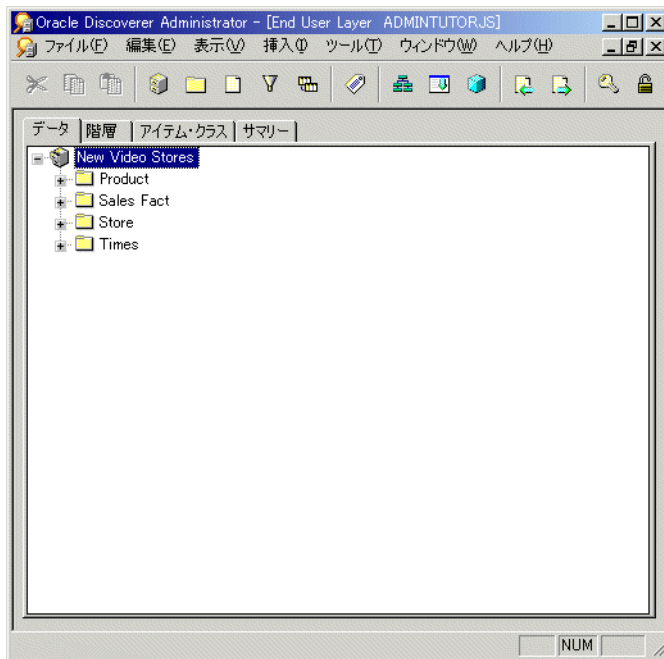 Oracle Discoverer Administrator - [End User Layer ADMINTUTORJS]
ファイル(F) 編集(E) 表示(V) 挿入(I) ツール(T) ウィンドウ(W) ヘルプ(H)
データ 階層 アイテム・クラス サマリー
New Video Stores
Product
Sales Fact
Store
Times
NUM